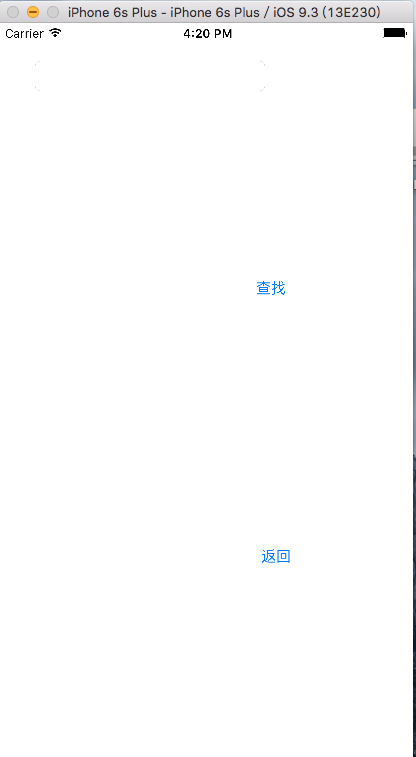 iPhone 6s Plus - iPhone 6s Plus / iOS 9.3 (13E230)
Carrier 4:20 PM
查找
返回